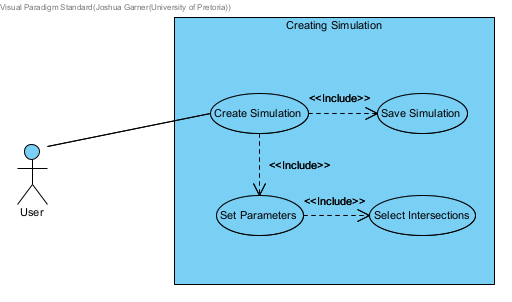 Visual Paradigm Standard(Joshua Garner(University of Pretoria))
Creating Simulation
<<Include>>
Create Simulation
Save Simulation
<<Include>>
User
<<Include>>
Set Parameters
Select Intersections